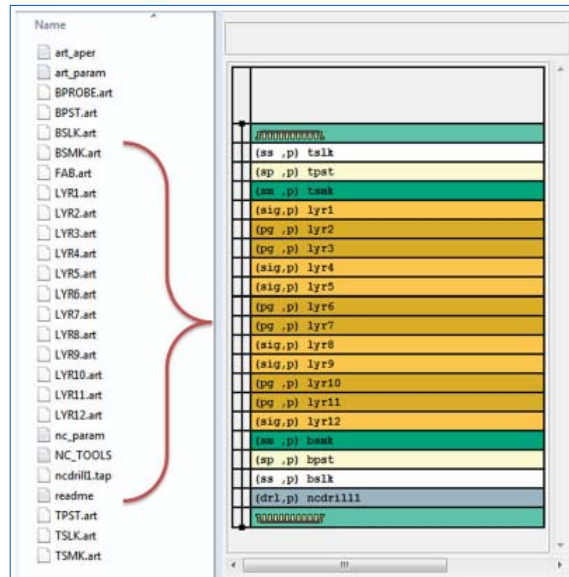 Name
art_aper
art_param
BPROBE.art
BPST.art
BSLK.art
BSMK.art
FAB.art
LYR1.art
LYR2.art
LYR3.art
LYR4.art
LYR5.art
LYR6.art
LYR7.art
LYR8.art
LYR9.art
LYR10.art
LYR11.art
LYR12.art
nc_param
NC_TOOLS
ncdrill1.tap
readme
TPST.art
TSLK.art
TSMK.art
(ss ,p) tslk
(sp ,p) tpst
(sm ,p) tsmk
(sig,p) lyr1
(pg ,p) lyr2
(pg ,p) lyr3
(sig,p) lyr4
(sig,p) lyr5
(pg ,p) lyr6
(pg ,p) lyr7
(sig,p) lyr8
(sig,p) lyr9
(pg ,p) lyr10
(pg ,p) lyr11
(sig,p) lyr12
(sm ,p) bsmk
(sp ,p) bpst
(ss ,p) bslk
(drl,p) ncdrill1